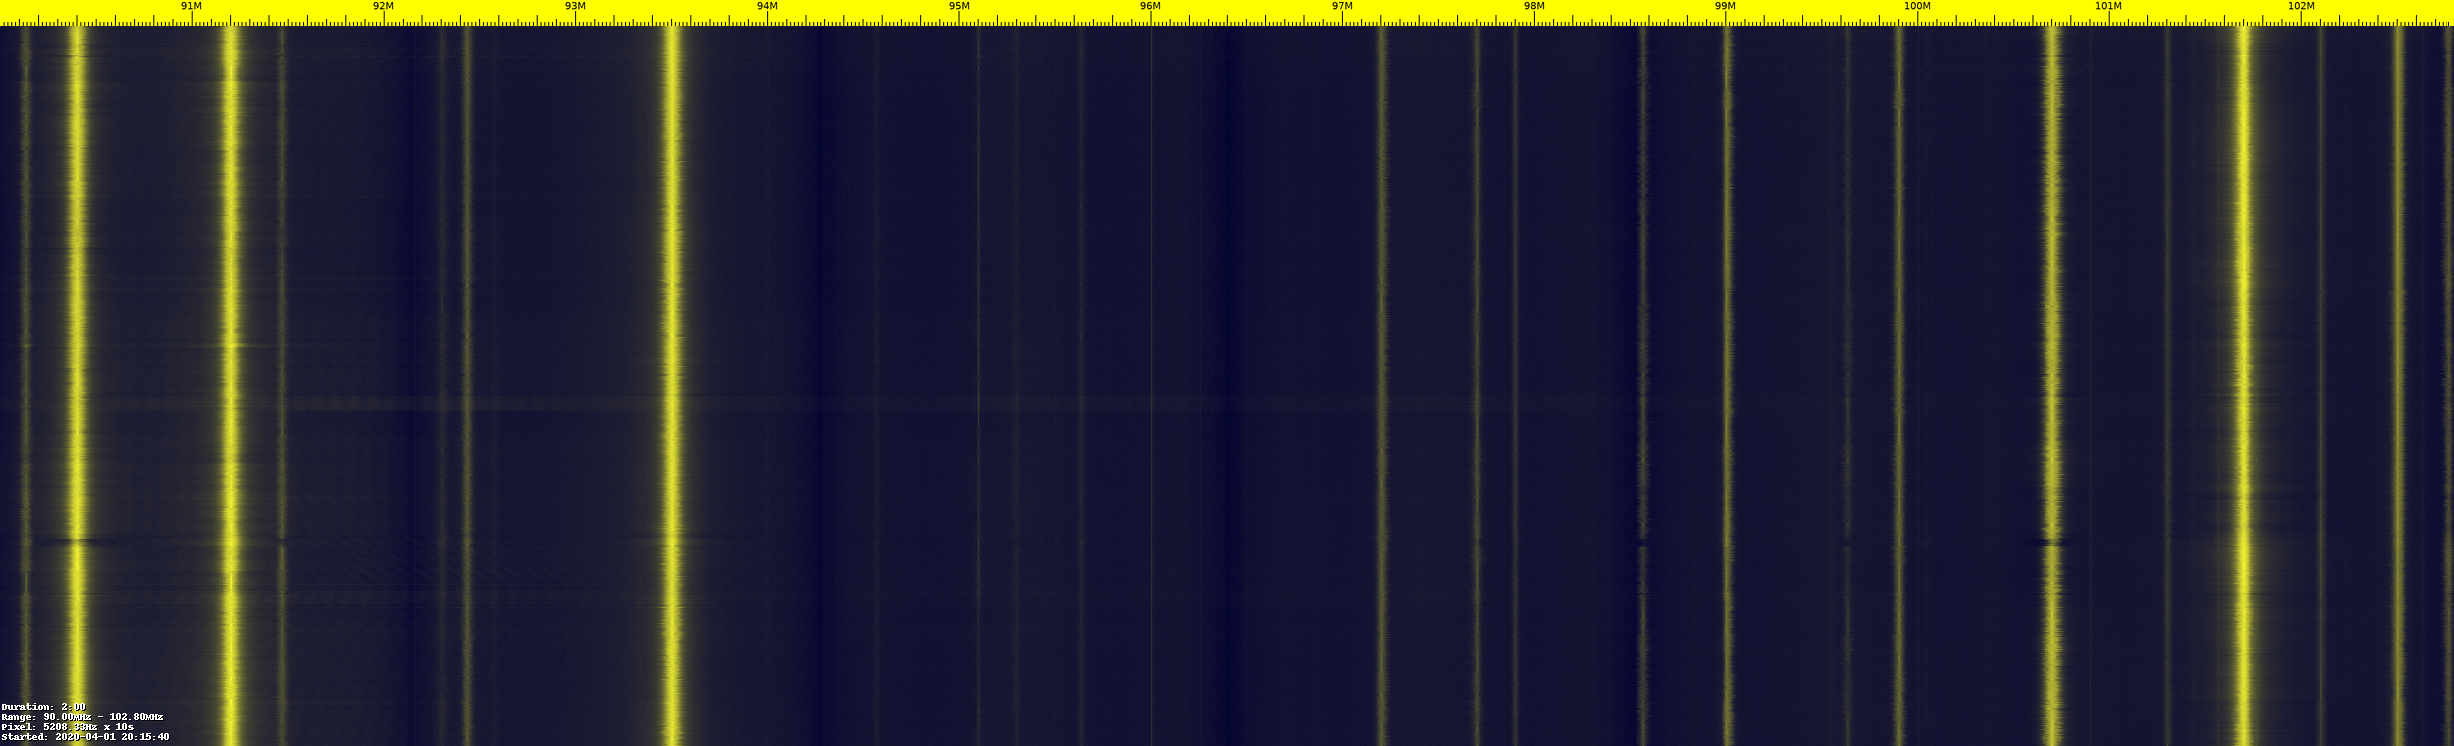 91M 92M 93M 94M 95M 96M 97M 98M 99M 100M 101M 102M
Duration: 2:00
Range: 90.00MHz - 102.80MHz
Pixel: 5208.33Hz x 10s
Started: 2020-04-01 20:15:40